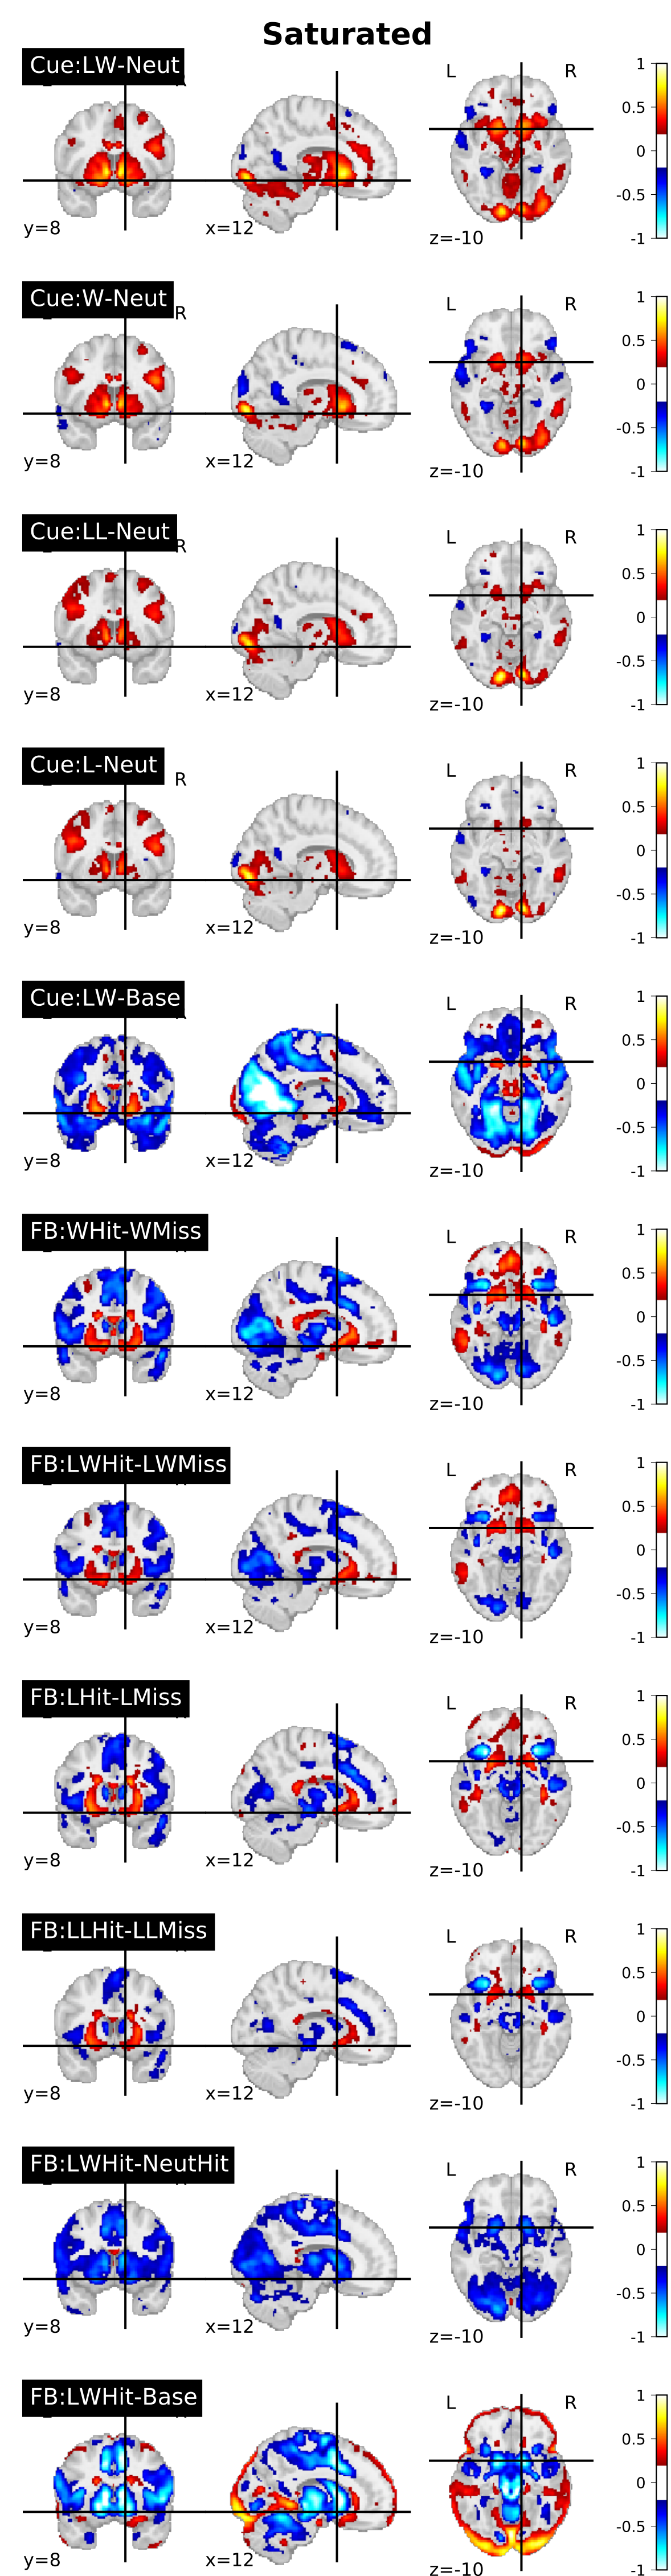 Saturated
Cue:LW-Neut
L R
y=8 x=12 z=-10
1
0.5
0
-0.5
-1
Cue:W-Neut
R L R
y=8 x=12 z=-10
1
0.5
0
-0.5
-1
Cue:LL-Neut
R L R
y=8 x=12 z=-10
1
0.5
0
-0.5
-1
Cue:L-Neut
R L R
y=8 x=12 z=-10
1
0.5
0
-0.5
-1
Cue:LW-Base
L R
y=8 x=12 z=-10
1
0.5
0
-0.5
-1
FB:WHit-WMiss
L R
y=8 x=12 z=-10
1
0.5
0
-0.5
-1
FB:LWHit-LWMiss
L R
y=8 x=12 z=-10
1
0.5
0
-0.5
-1
FB:LHit-LMiss
L R
y=8 x=12 z=-10
1
0.5
0
-0.5
-1
FB:LLHit-LLMiss
L R
y=8 x=12 z=-10
1
0.5
0
-0.5
-1
FB:LWHit-NeutHit
L R
y=8 x=12 z=-10
1
0.5
0
-0.5
-1
FB:LWHit-Base
L R
y=8 x=12 z=-10
1
0.5
0
-0.5
-1